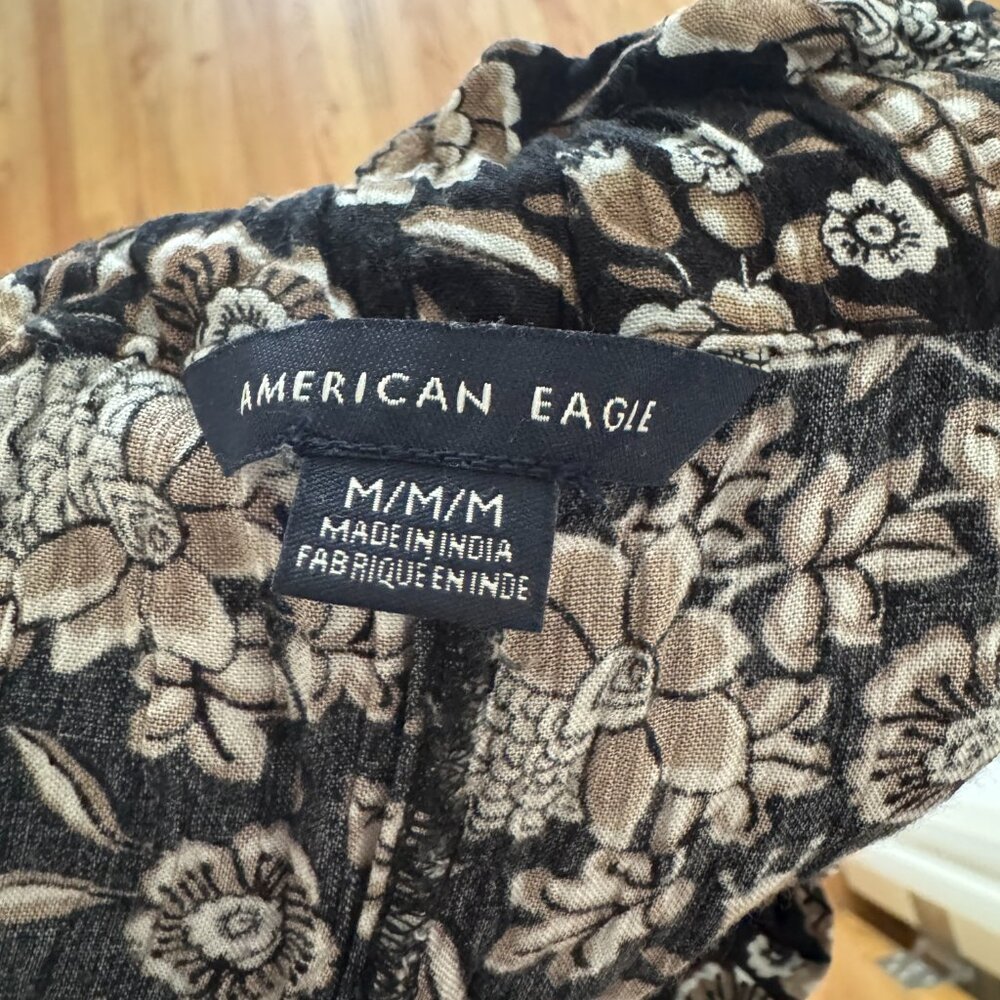 AMERICAN EAGLE
M/M/M
MADE IN INDIA
FABRIQUE EN INDE